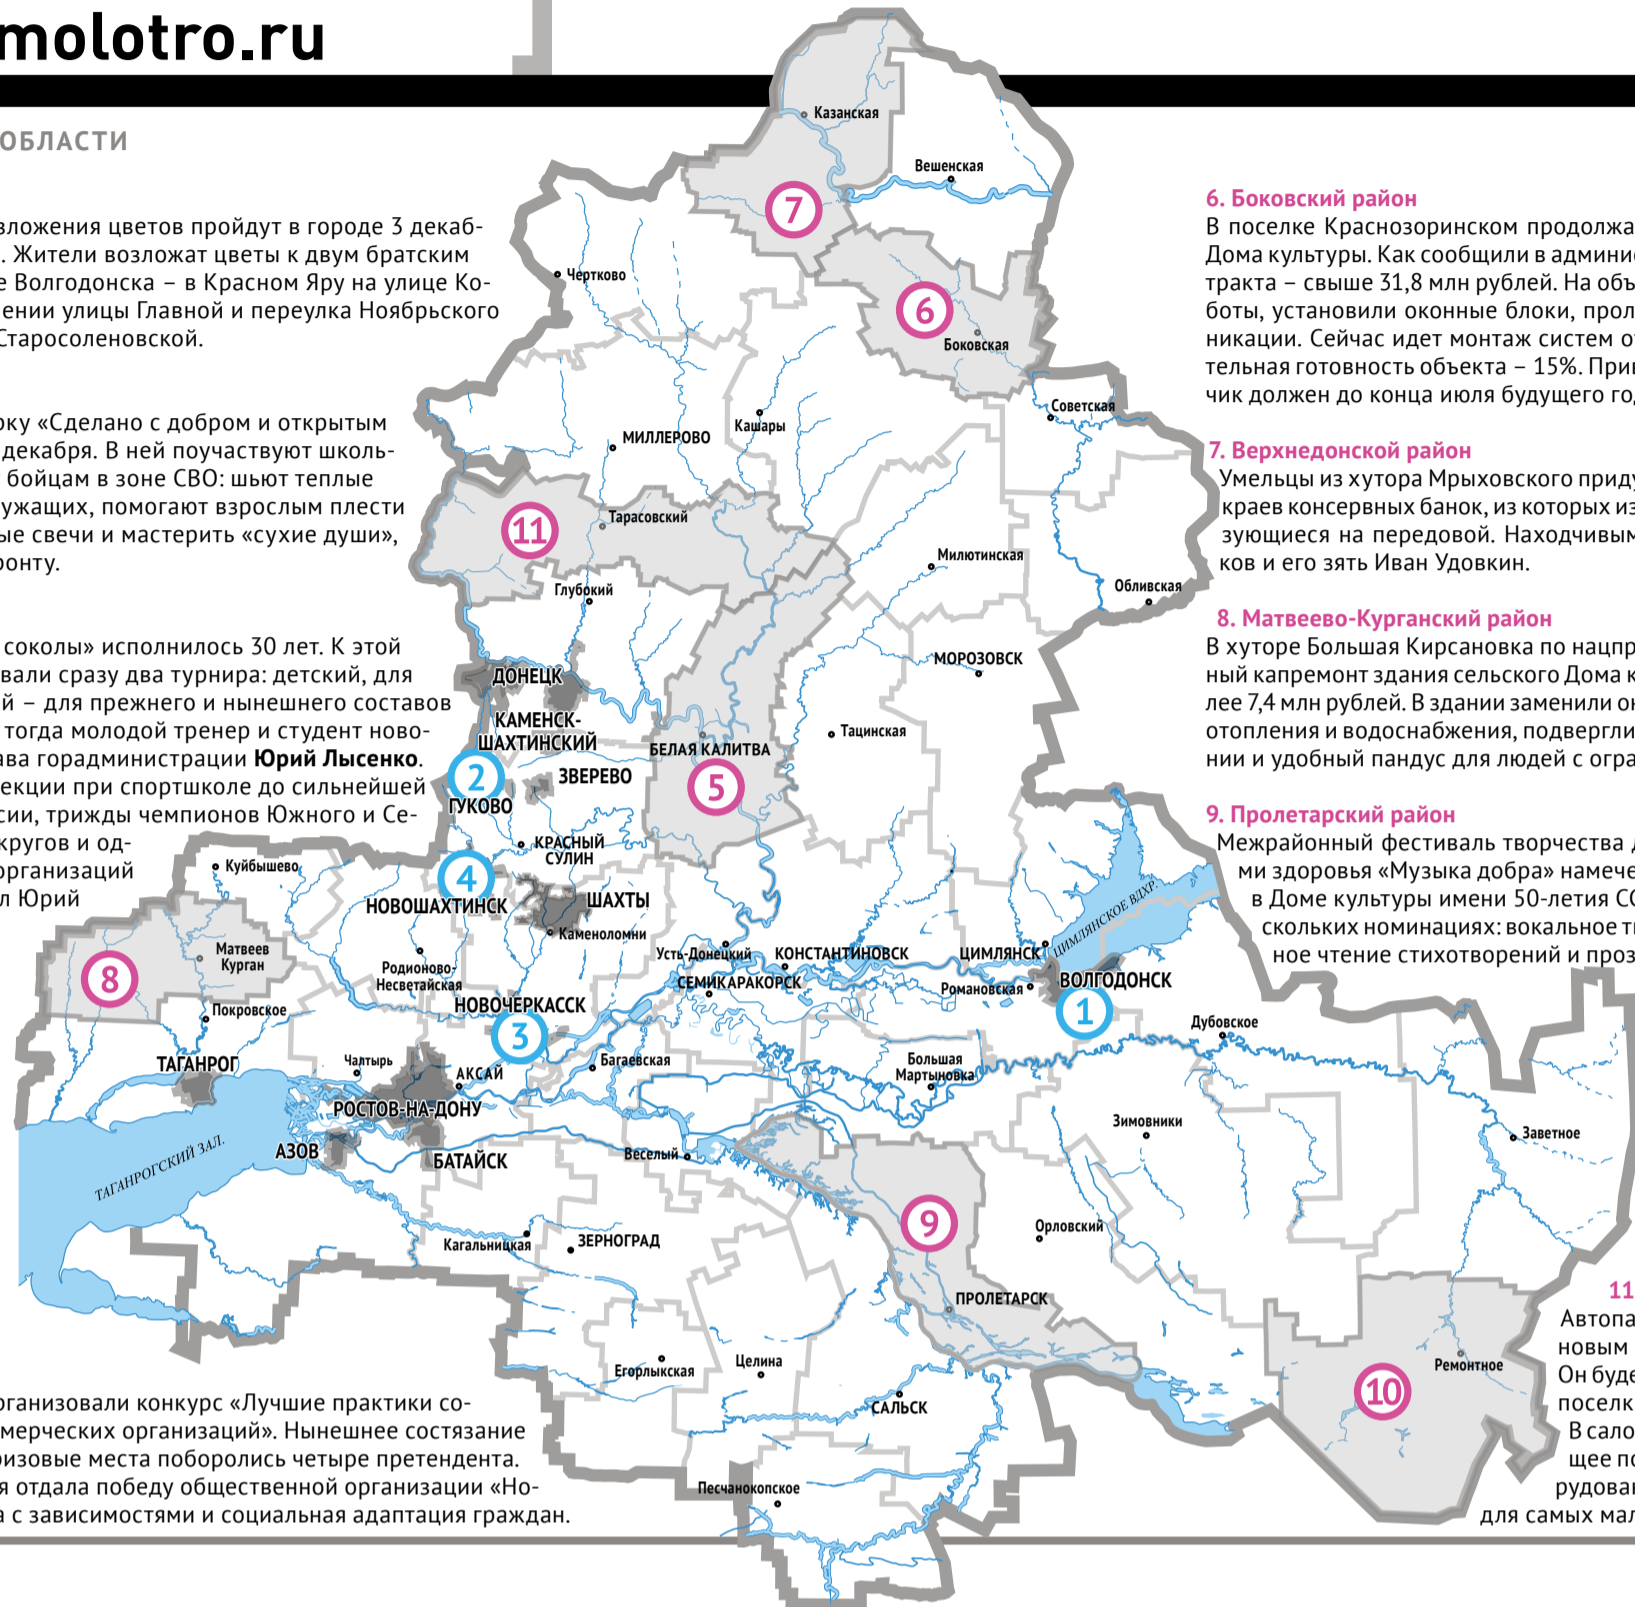 molotro.ru
ОБЛАСТИ
зложения цветов пройдут в городе 3 декаб-
. Жители возложат цветы к двум братским
е Волгодонска – в Красном Яру на улице Ко-
ении улицы Главной и переулка Ноябрьского
Старосоленовской.
рку «Сделано с добром и открытым
декабря. В ней поучаствуют школь-
бойцам в зоне СВО: шьют теплые
ужащих, помогают взрослым плести
ые свечи и мастерить «сухие души»,
ронту.
соколы» исполнилось 30 лет. К этой
вали сразу два турнира: детский, для
й – для прежнего и нынешнего составов
тогда молодой тренер и студент ново-
ава горадминистрации Юрий Лысенко.
екции при спортшколе до сильнейшей
сии, трижды чемпионов Южного и Се-
кругов и од-
организаций
л Юрий
рганизовали конкурс «Лучшие практики со-
мерческих организаций». Нынешнее состязание
ризовые места поборолись четыре претендента.
я отдала победу общественной организации «Но-
а с зависимостями и социальная адаптация граждан.
Казанская
Вешенская
7
Чертково
6
Боковская
Советская
Кашары
МИЛЛЕРОВО
11
Тарасовский
Милютинская
Глубокий
Обливская
МОРОЗОВСК
ДОНЕЦК
КАМЕНСК-
ШАХТИНСКИЙ
Тацинская
БЕЛАЯ КАЛИТВА
2
ЗВЕРЕВО
5
ГУКОВО
КРАСНЫЙ
СУЛИН
Куйбышево
4
НОВОШАХТИНСК
ШАХТЫ
Каменоломни
ЦИМЛЯНСКОЕ ВДХР.
Матвеев
Курган
8
Родионово-
Несветайская
Усть-Донецкий
КОНСТАНТИНОВСК
ЦИМЛЯНСК
СЕМИКАРАКОРСК
Романовская
ВОЛГОДОНСК
1
Покровское
НОВОЧЕРКАССК
3
Дубовское
ТАГАНРОГ
Чалтырь
АКСАЙ
Багаевская
Большая
Мартыновка
РОСТОВ-НА-ДОНУ
Зимовники
Заветное
АЗОВ
БАТАЙСК
Веселый
ТАГАНРОГСКИЙ ЗАЛ.
9
Орловский
Кагальницкая
ЗЕРНОГРАД
ПРОЛЕТАРСК
Егорлыкская
Целина
Ремонтное
10
САЛЬСК
Песчанокопское
6. Боковский район
В поселке Краснозоринском продолжа
Дома культуры. Как сообщили в админис
тракта – свыше 31,8 млн рублей. На объ
боты, установили оконные блоки, прол
никации. Сейчас идет монтаж систем о
тельная готовность объекта – 15%. При
чик должен до конца июля будущего го
7. Верхнедонской район
Умельцы из хутора Мрыховского приду
краев консервных банок, из которых из
зующиеся на передовой. Находчивым
ков и его зять Иван Удовкин.
8. Матвеево-Курганский район
В хуторе Большая Кирсановка по нацпр
ный капремонт здания сельского Дома к
лее 7,4 млн рублей. В здании заменили ок
отопления и водоснабжения, подвергли
нии и удобный пандус для людей с огра
9. Пролетарский район
Межрайонный фестиваль творчества д
ми здоровья «Музыка добра» намече
в Доме культуры имени 50-летия СС
скольких номинациях: вокальное т
ное чтение стихотворений и проз
11
Автопа
новым
Он буде
поселк
В сало
щее по
рудован
для самых мал